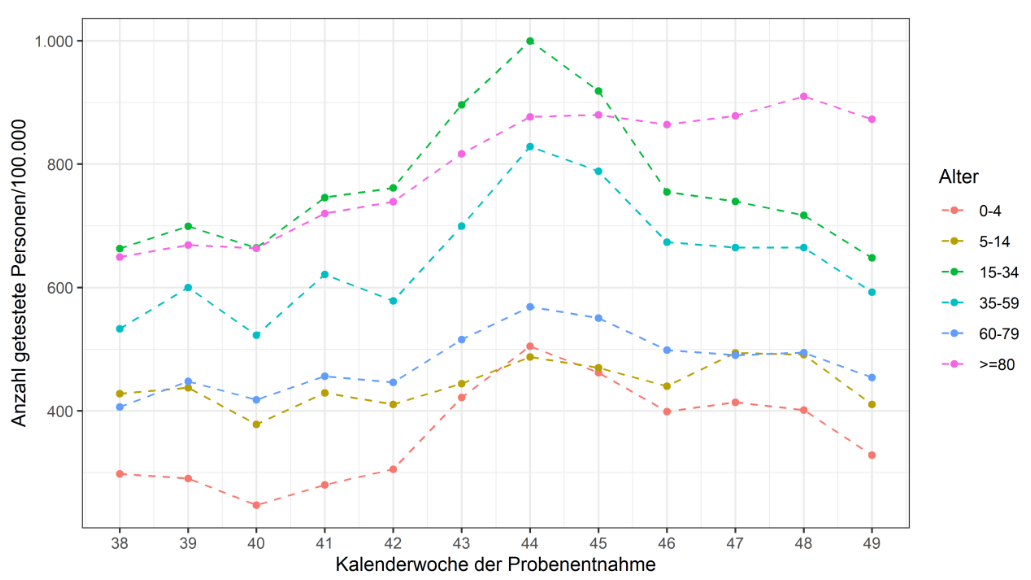 1.000
800
600
400
Anzahl getestete Personen/100.000
38 39 40 41 42 43 44 45 46 47 48 49
Kalenderwoche der Probenentnahme
Alter
0-4
5-14
15-34
35-59
60-79
>=80